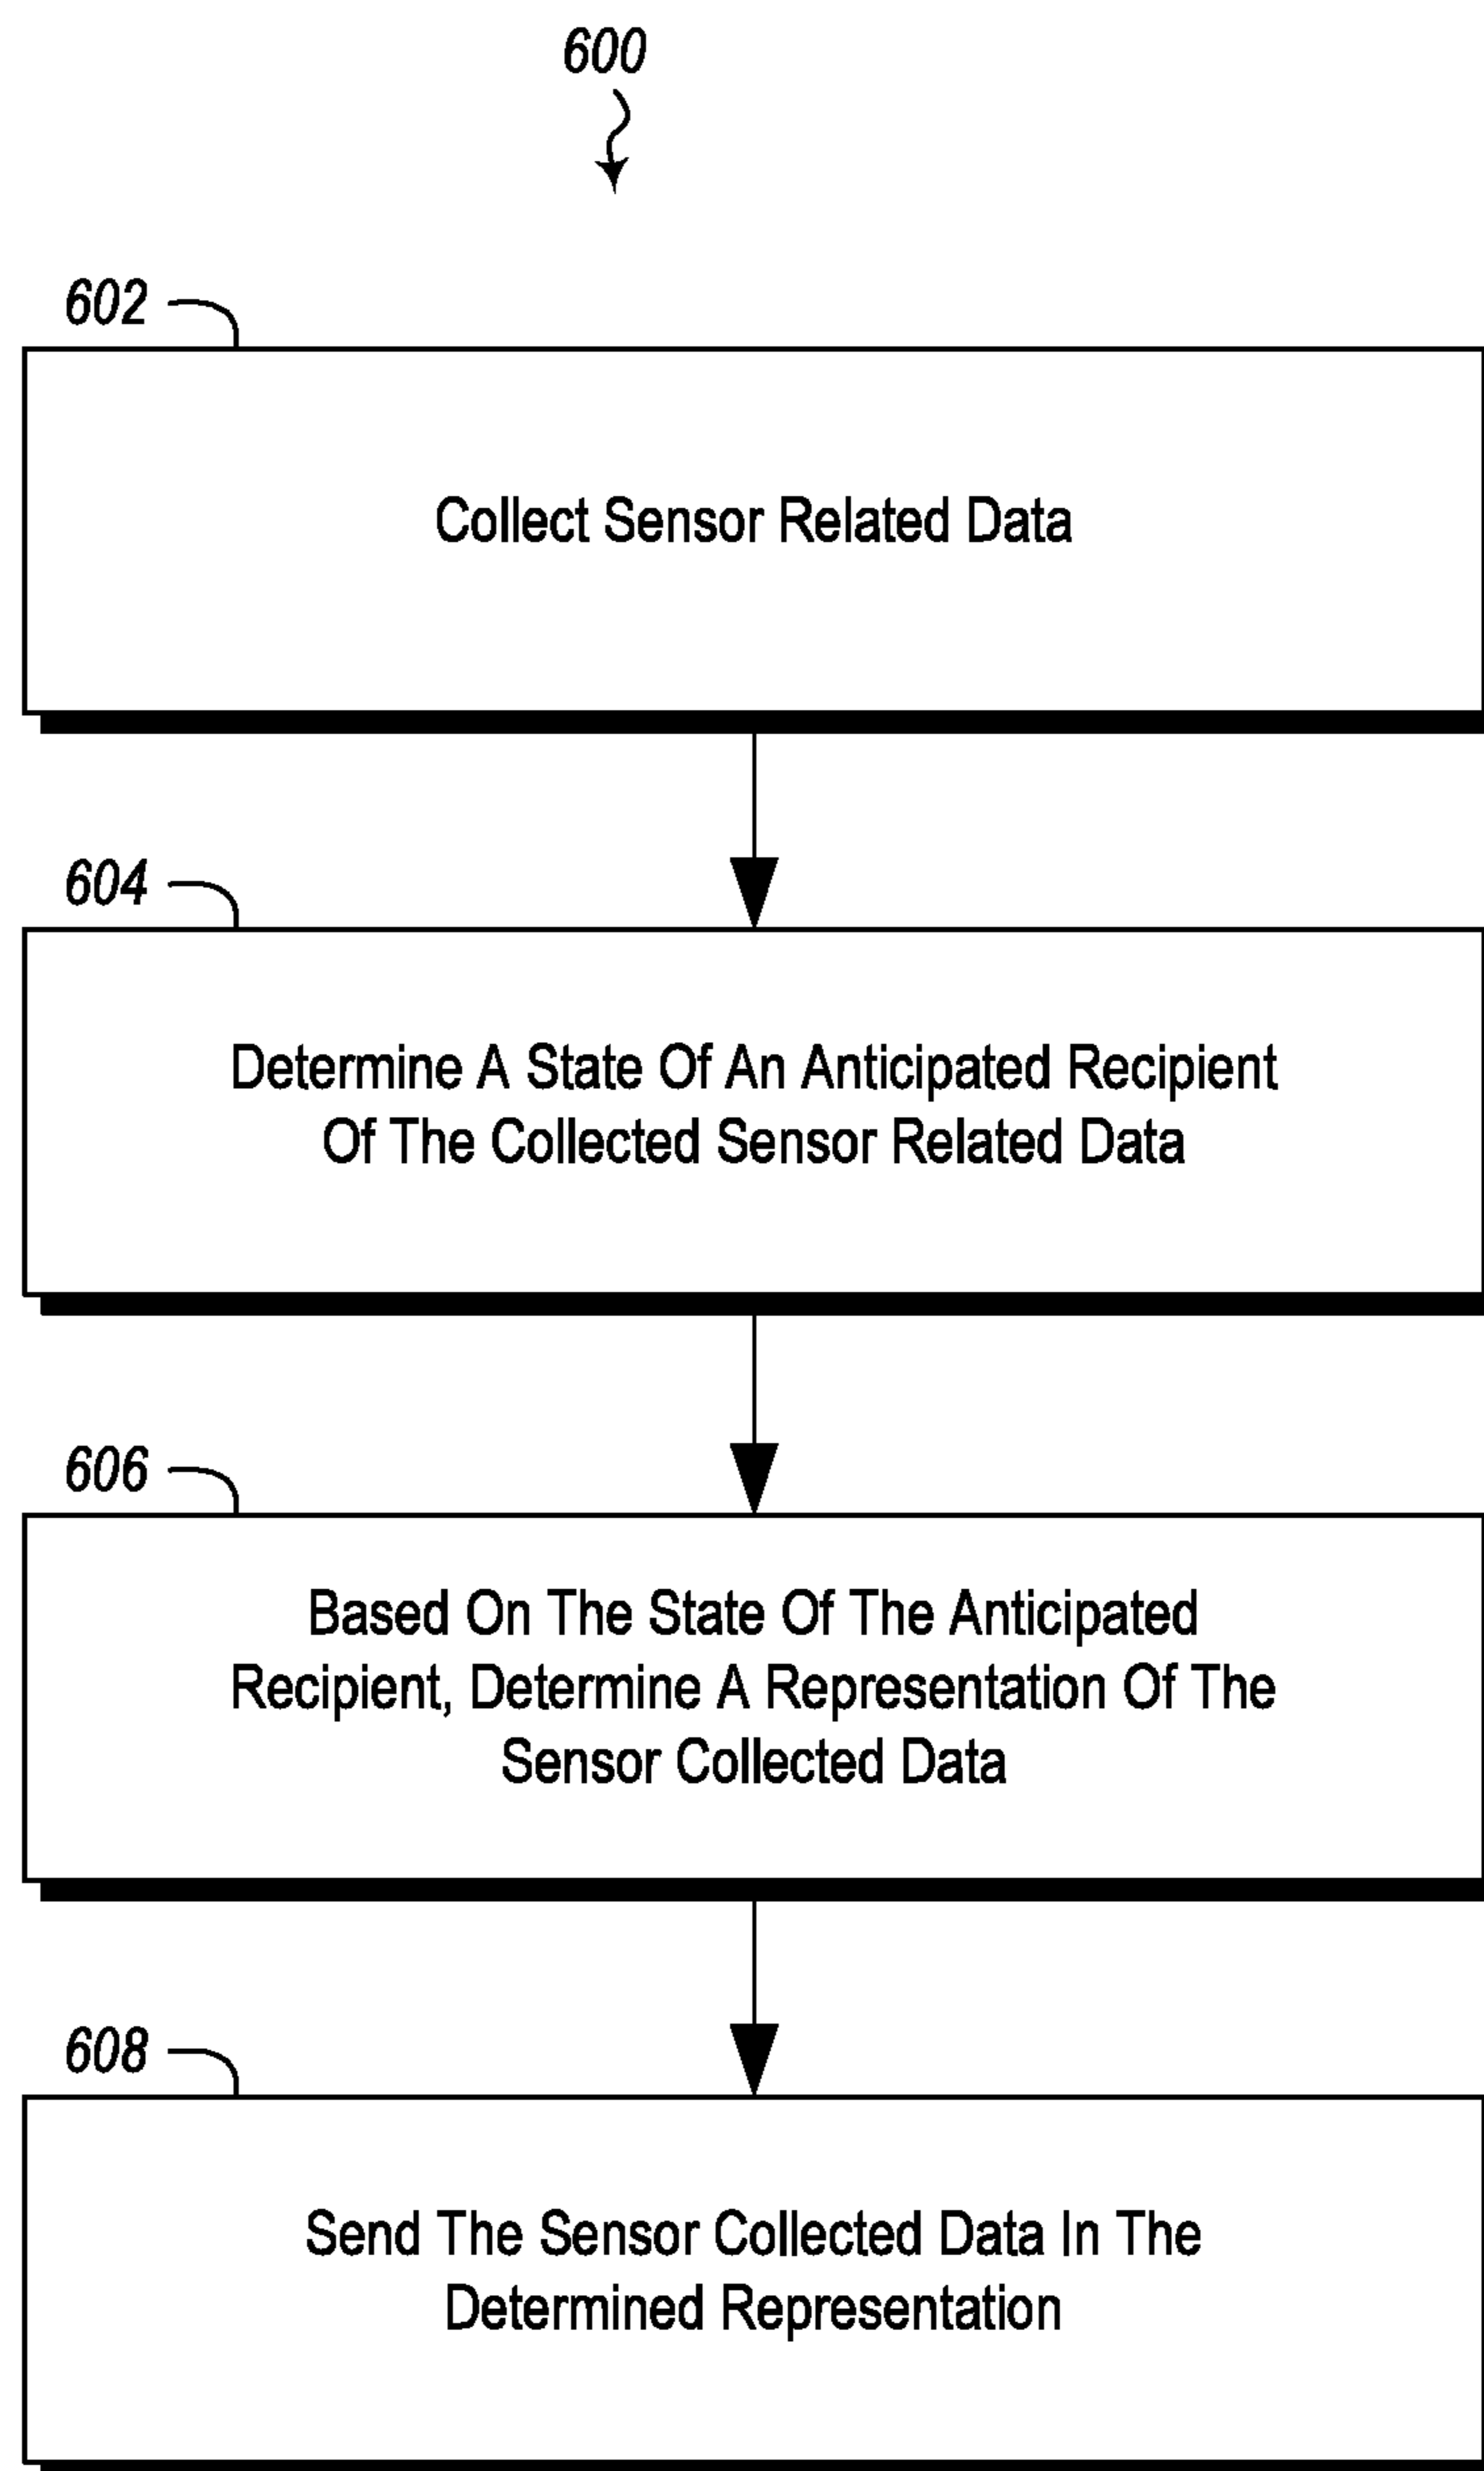 600
602
Collect Sensor Related Data
604
Determine A State Of An Anticipated Recipient
Of The Collected Sensor Related Data
606
Based On The State Of The Anticipated
Recipient, Determine A Representation Of The
Sensor Collected Data
608
Send The Sensor Collected Data In The
Determined Representation